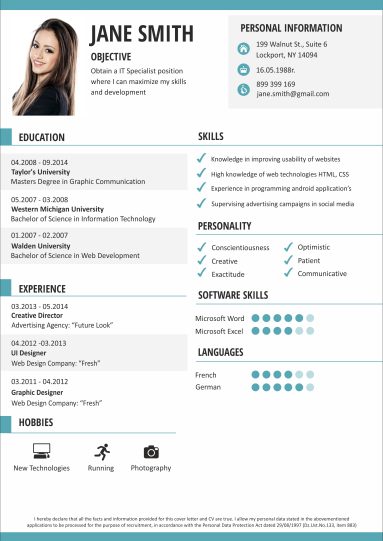 JANE SMITH
OBJECTIVE
Obtain a IT Specialist position
where I can maximize my skills
and development
PERSONAL INFORMATION
199 Walnut St., Suite 6
Lockport, NY 14094
16.05.1988r.
899 399 169
jane.smith@gmail.com
EDUCATION
04.2008 - 09.2014
Taylor's University
Masters Degree in Graphic Communication
05.2007 - 03.2008
Western Michigan University
Bachelor of Science in Information Technology
01.2007 - 02.2007
Walden University
Bachelor of Science in Web Development
EXPERIENCE
03.2013 - 05.2014
Creative Director
Advertising Agency: "Future Look"
04.2012 -03.2013
UI Designer
Web Design Company: "Fresh"
03.2011 - 04.2012
Graphic Designer
Web Design Company: "Fresh"
HOBBIES
New Technologies Running Photography
SKILLS
Knowledge in improving usability of websites
High knowledge of web technologies HTML, CSS
Experience in programming android application's
Supervising advertising campaigns in social media
PERSONALITY
Conscientiousness Optimistic
Creative Patient
Exactitude Communicative
SOFTWARE SKILLS
Microsoft Word
Microsoft Excel
LANGUAGES
French
German
I hereby declare that all the facts and information provided for this cover letter and CV are true. I allow my personal data stated in the abovementioned
applications to be processed for the purpose of recruitment, in accordance with the Personal Data Protection Act dated 29/08/1997 (Dz.List.No.133, item 883)